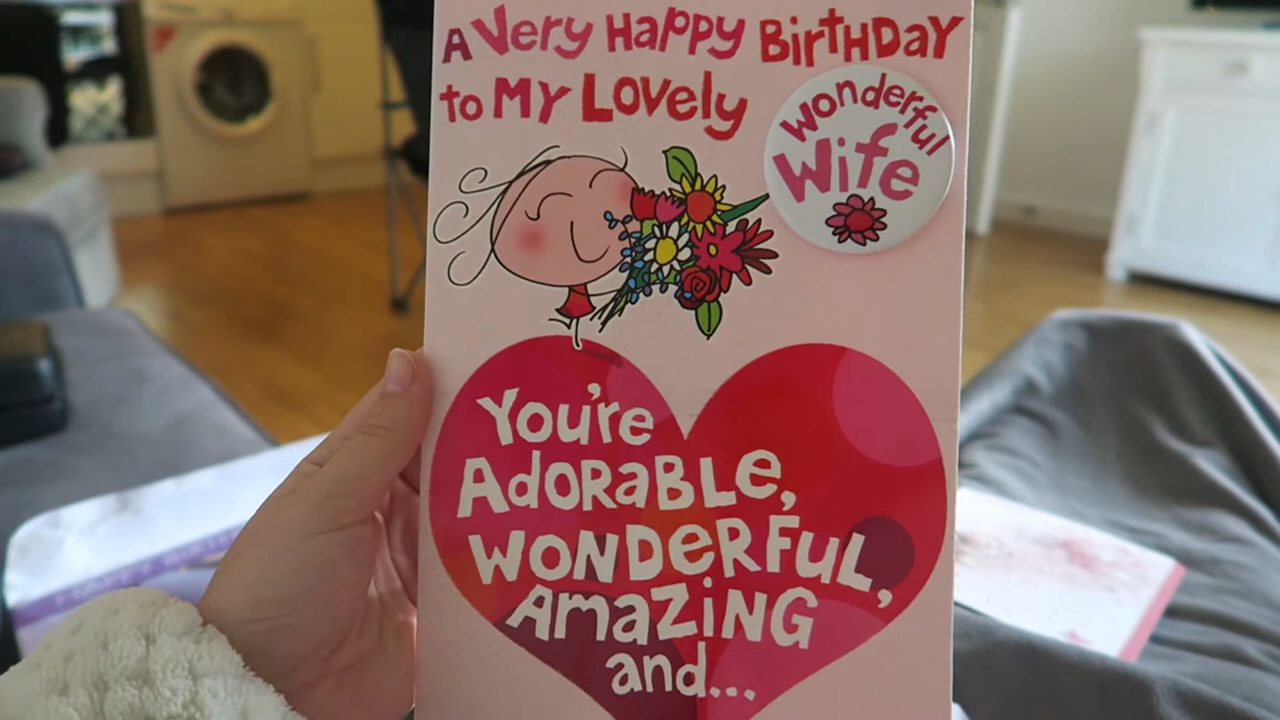 A Very Happy Birthday
to My Lovely
Wonderful
Wife
You're
Adorable,
Wonderful,
Amazing
and...